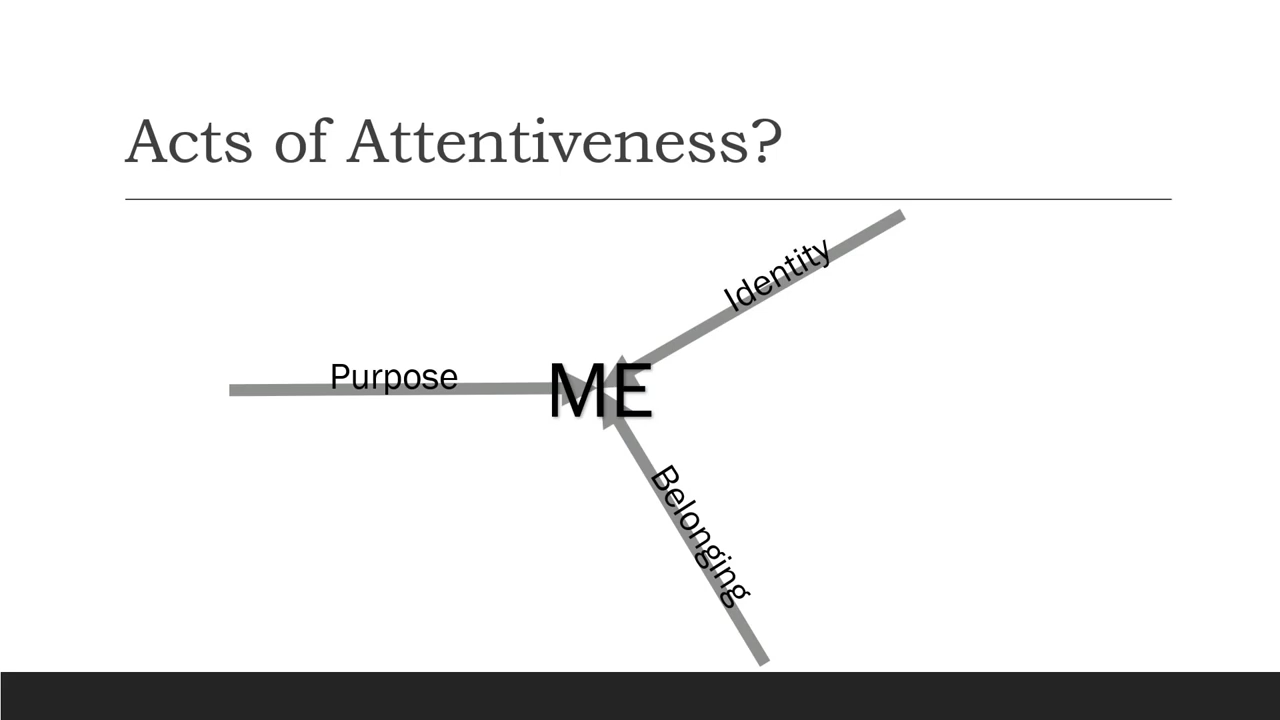 Acts of Attentiveness?
Identity
Purpose
ME
Belonging